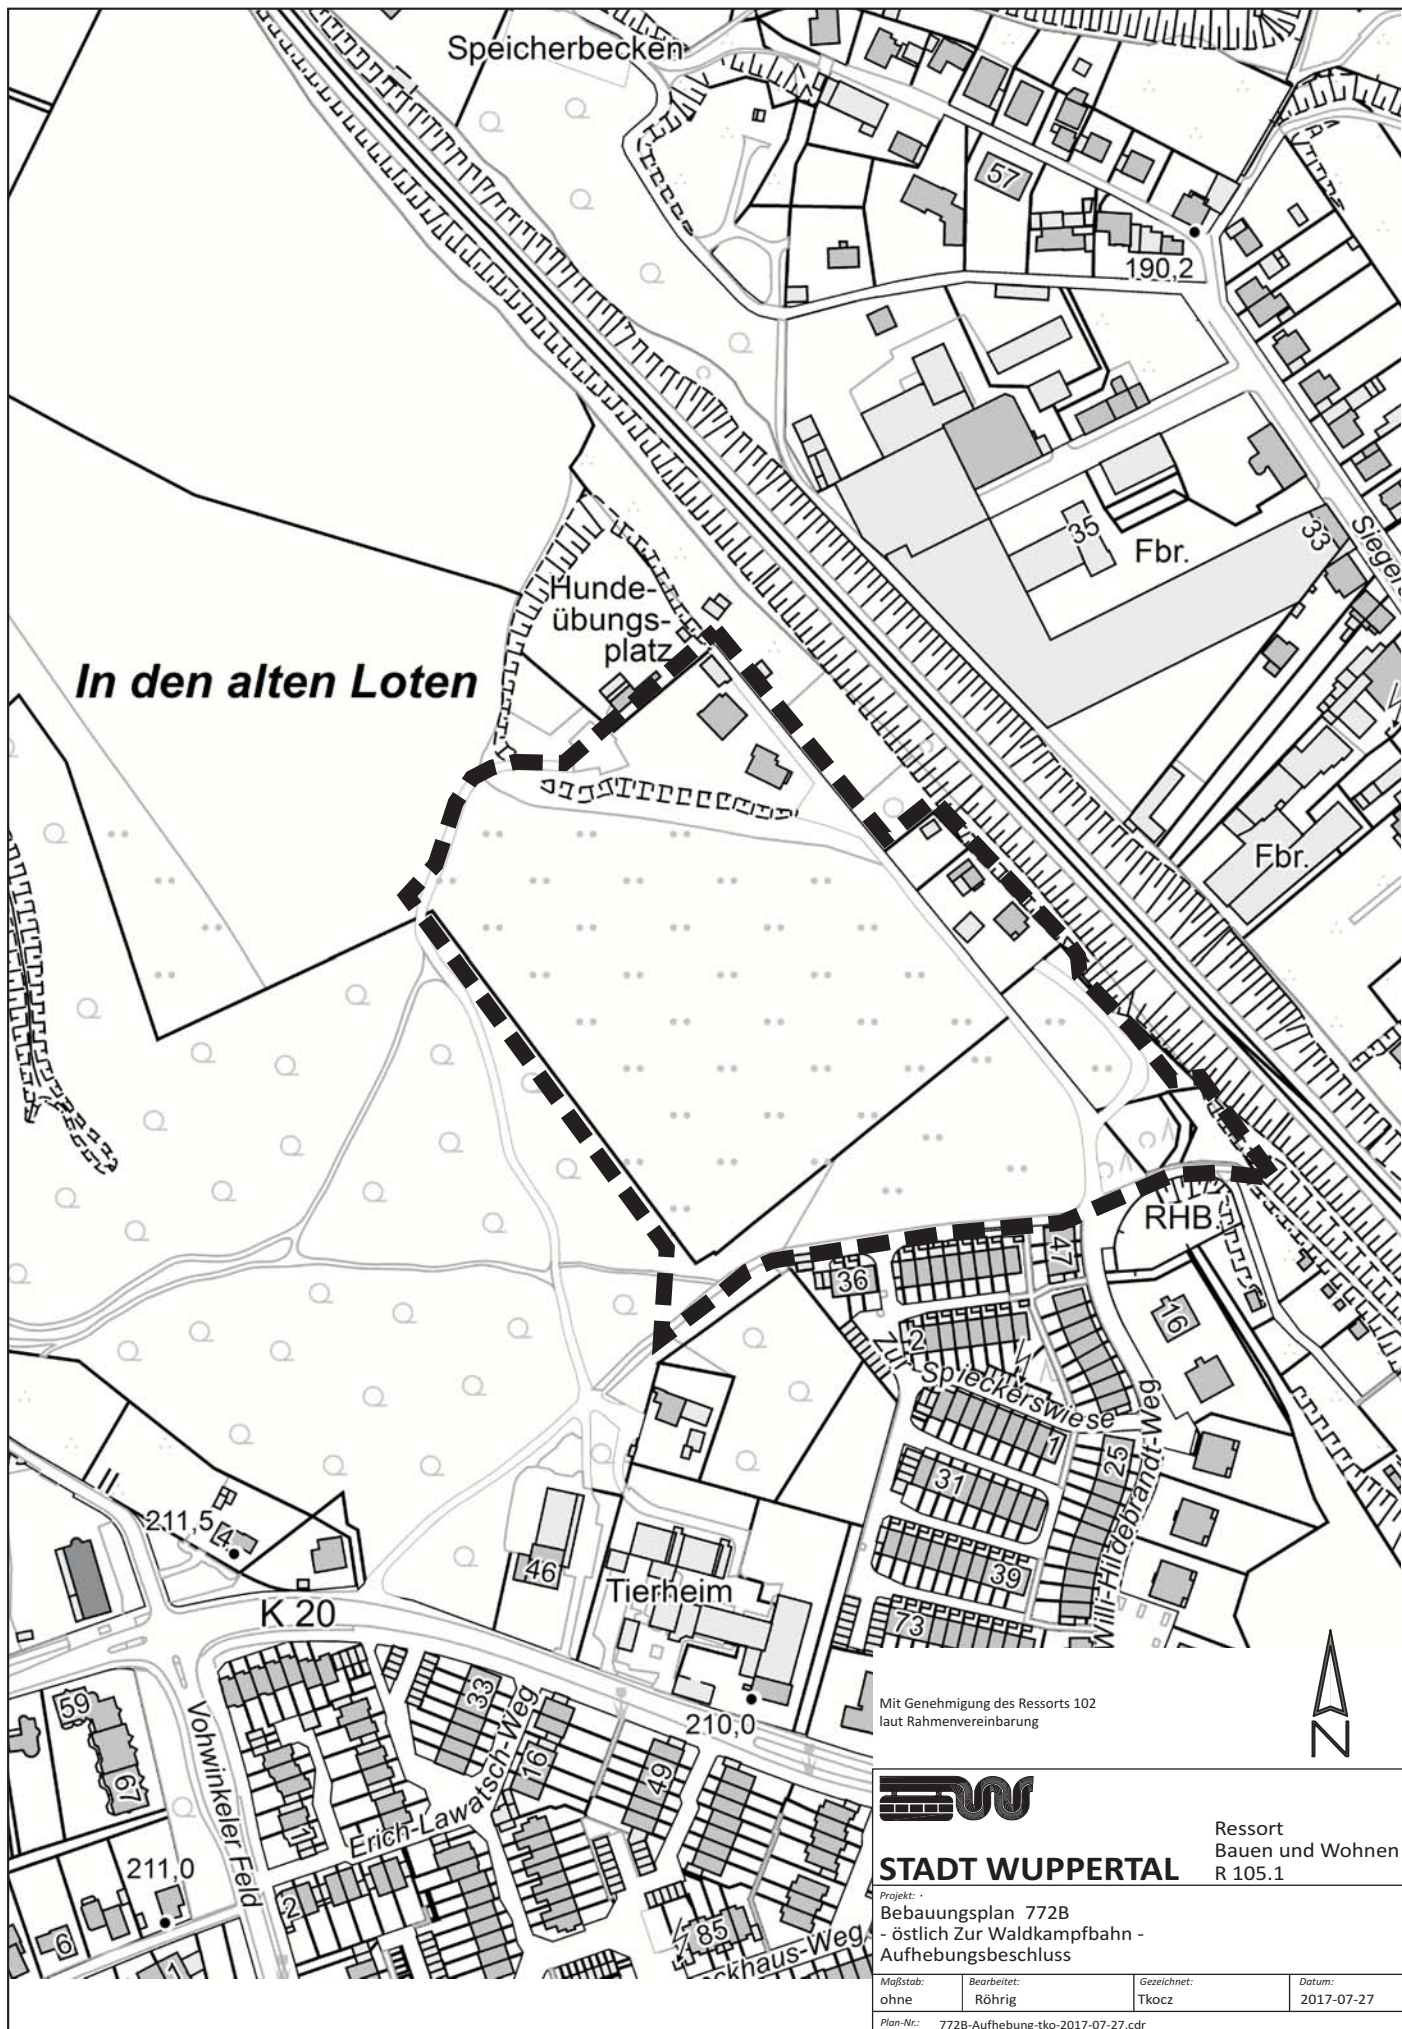 Speicherbecken
57
190,2
35
Fbr.
33
Hunde-
übungs-
platz
In den alten Loten
Fbr.
RHB.
47
36
16
2
Zur Spieckerswiese
1
25
31
Willi-Hildebrandt-Weg
39
73
211,5
4
46
Tierheim
K 20
59
67
Vohwinkeler Feld
33
210,0
16
49
1
Erich-Lawatsch-Weg
211,0
2
6
1
85
ckhaus-Weg
Mit Genehmigung des Ressorts 102
laut Rahmenvereinbarung
N
STADT WUPPERTAL
Ressort
Bauen und Wohnen
R 105.1
Projekt:
Bebauungsplan 772B
- östlich Zur Waldkampfbahn -
Aufhebungsbeschluss
Maßstab: Bearbeitet: Gezeichnet: Datum:
ohne Röhrig Tkocz 2017-07-27
Plan-Nr.: 772B-Aufhebung-tko-2017-07-27.cdr